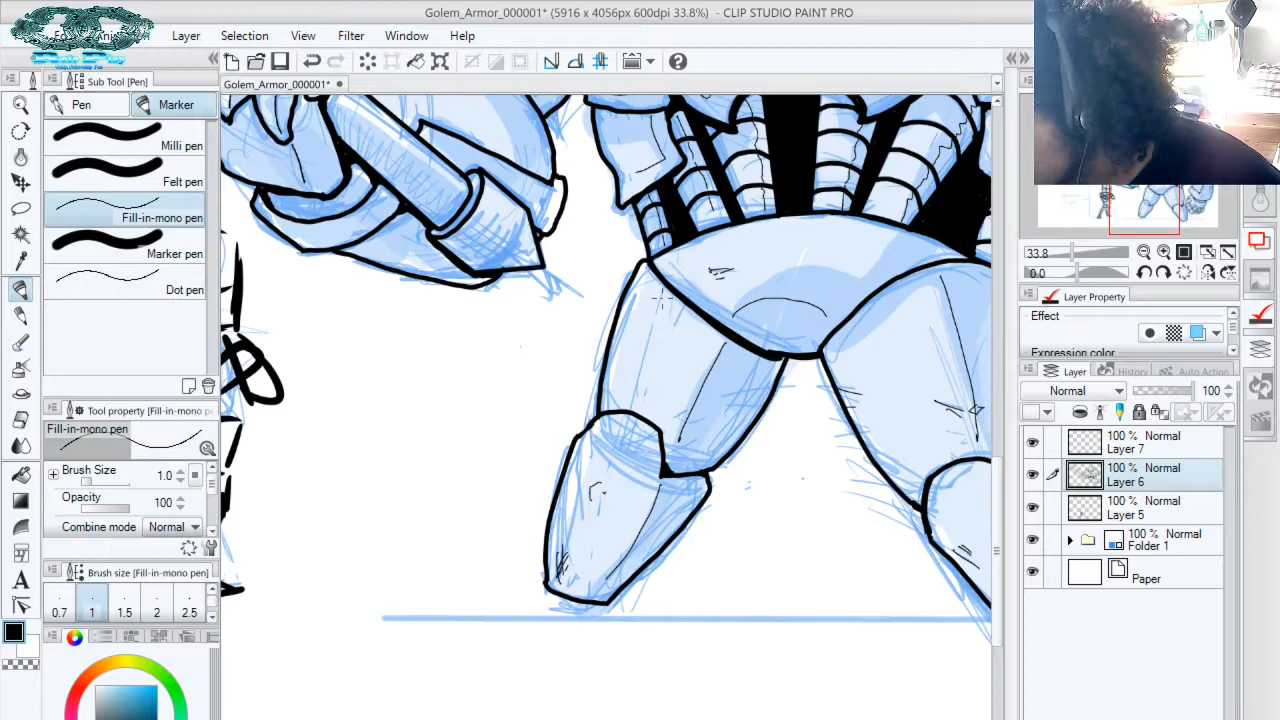 Golem_Armor_000001* (5916 x 4056px 600dpi 33.8%) - CLIP STUDIO PAINT PRO
Layer Selection View Filter Window Help
Golem_Armor_000001*
Sub Tool [Pen]
Pen Marker
Milli pen
Felt pen
Fill-in-mono pen
Marker pen
Dot pen
Tool property [Fill-in-mono p
Fill-in-mono pen
Brush Size 1.0
Opacity 100
Combine mode Normal
Brush size [Fill-in-mono pen]
0.7 1 1.5 2 2.5
33.8
0.0
Layer Property
Effect
Expression color
Layer History Auto Action
Normal 100
100 % Normal
Layer 7
100 % Normal
Layer 6
100 % Normal
Layer 5
100 % Normal
Folder 1
Paper